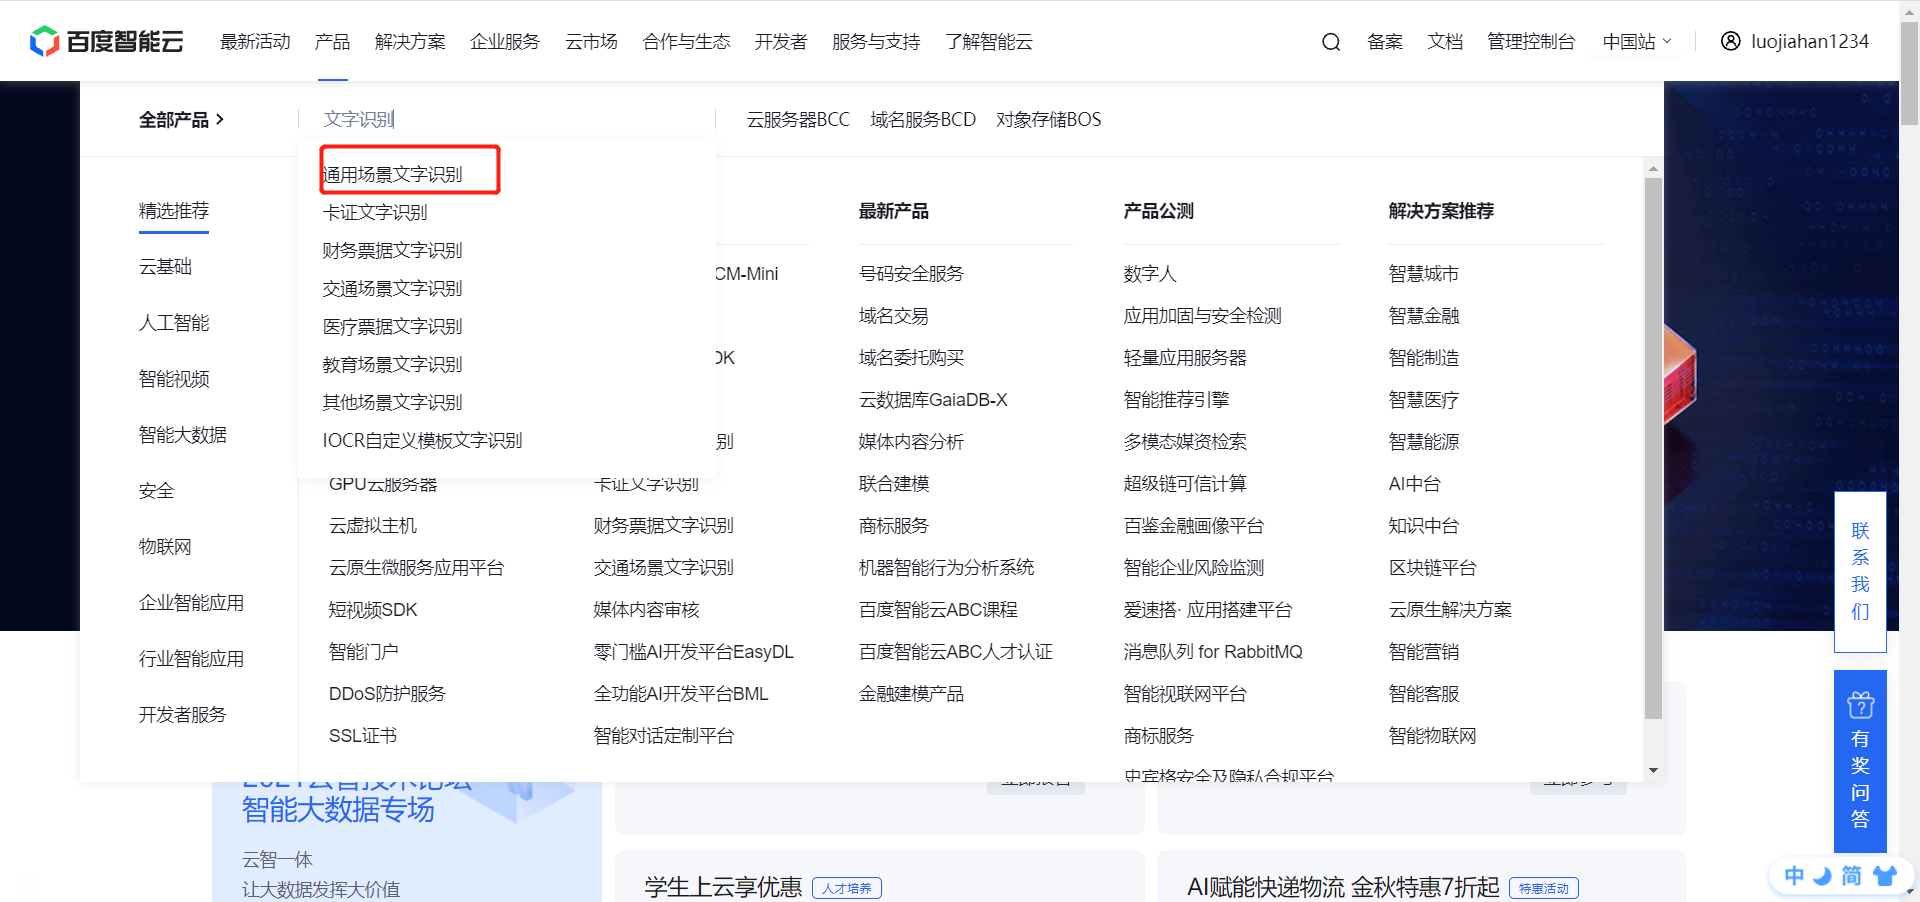 百度智能云
最新活动
产品
解决方案
企业服务
云市场
合作与生态
开发者
服务与支持
了解智能云
备案
文档
管理控制台
中国站
luojiahan1234
全部产品
文字识别
云服务器BCC
域名服务BCD
对象存储BOS
通用场景文字识别
卡证文字识别
财务票据文字识别
交通场景文字识别
医疗票据文字识别
教育场景文字识别
其他场景文字识别
IOCR自定义模板文字识别
精选推荐
云基础
人工智能
智能视频
智能大数据
安全
物联网
企业智能应用
行业智能应用
开发者服务
GPU云服务器
云虚拟主机
云原生微服务应用平台
短视频SDK
智能门户
DDoS防护服务
SSL证书
CM-Mini
DK
别
卡证文字识别
财务票据文字识别
交通场景文字识别
媒体内容审核
零门槛AI开发平台EasyDL
全功能AI开发平台BML
智能对话定制平台
最新产品
号码安全服务
域名交易
域名委托购买
云数据库GaiaDB-X
媒体内容分析
联合建模
商标服务
机器智能行为分析系统
百度智能云ABC课程
百度智能云ABC人才认证
金融建模产品
产品公测
数字人
应用加固与安全检测
轻量应用服务器
智能推荐引擎
多模态媒资检索
超级链可信计算
百鉴金融画像平台
智能企业风险监测
爱速搭· 应用搭建平台
消息队列 for RabbitMQ
智能视联网平台
商标服务
史宾格安全及隐私合规平台
解决方案推荐
智慧城市
智慧金融
智能制造
智慧医疗
智慧能源
AI中台
知识中台
区块链平台
云原生解决方案
智能营销
智能客服
智能物联网
联系我们
有奖问答
2021云智技术论坛
智能大数据专场
云智一体
让大数据发挥大价值
学生上云享优惠 人才培养
AI赋能快递物流 金秋特惠7折起 特惠活动
中 简